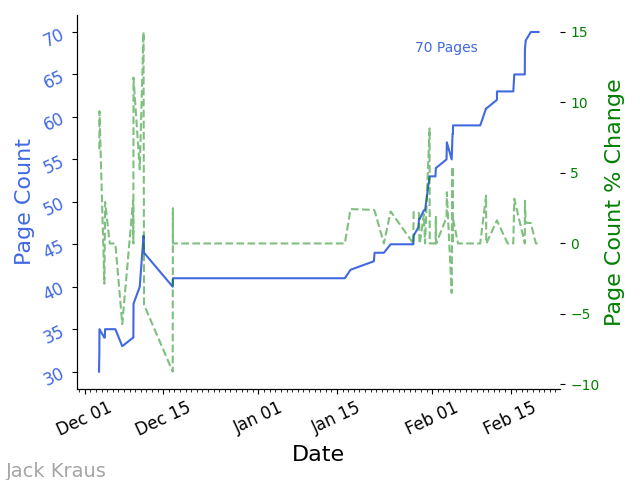 70
65
60
55
50
45
40
35
30
Page Count
70 Pages
15
10
5
0
−5
−10
Page Count % Change
Dec 01
Dec 15
Jan 01
Jan 15
Feb 01
Feb 15
Date
Jack Kraus